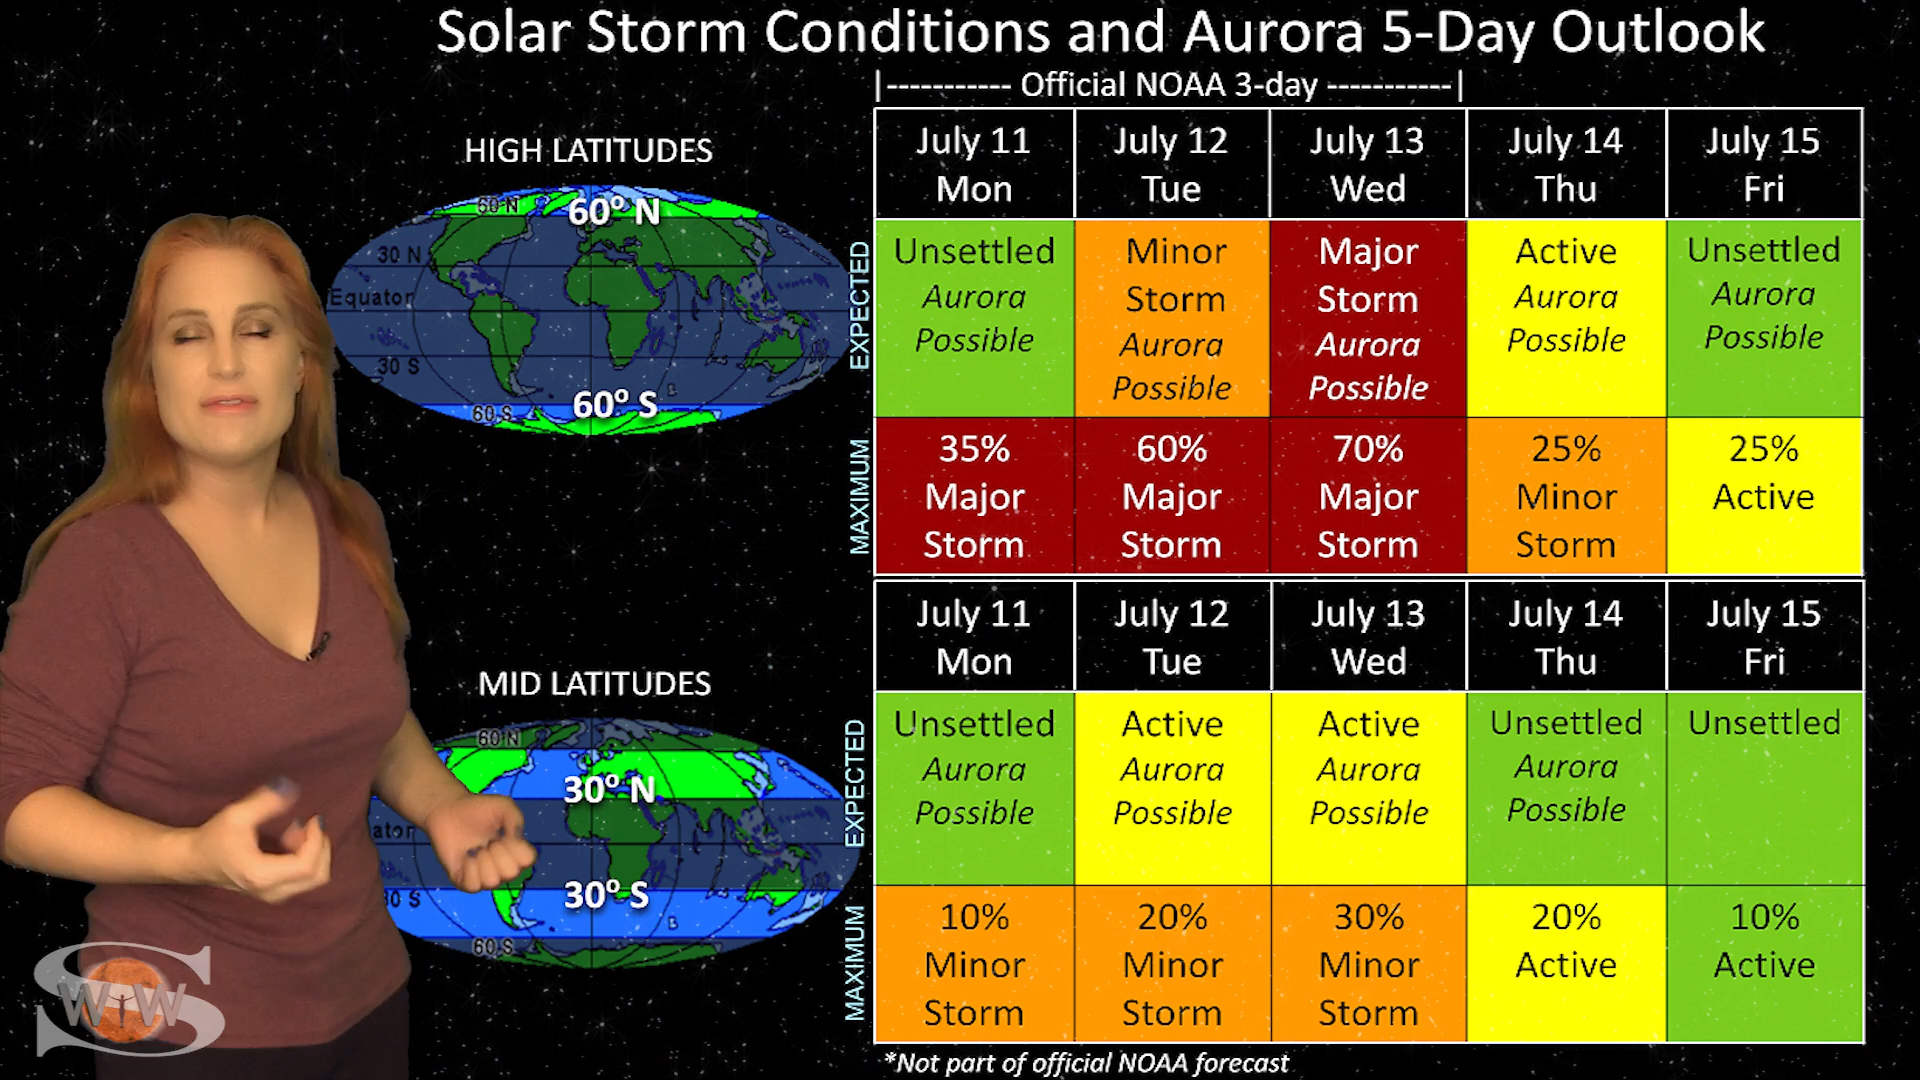 Solar Storm Conditions and Aurora 5-Day Outlook
|----------- Official NOAA 3-day -----------|
HIGH LATITUDES
60 N
60º N
30 N
Equator
30 S
60 S
60º S
EXPECTED
MAXIMUM
July 11 Mon
July 12 Tue
July 13 Wed
July 14 Thu
July 15 Fri
Unsettled
Aurora
Possible
Minor
Storm
Aurora
Possible
Major
Storm
Aurora
Possible
Active
Aurora
Possible
Unsettled
Aurora
Possible
35%
Major
Storm
60%
Major
Storm
70%
Major
Storm
25%
Minor
Storm
25%
Active
MID LATITUDES
60 N
30º N
ator
30 S
30º S
60 S
EXPECTED
MAXIMUM
July 11 Mon
July 12 Tue
July 13 Wed
July 14 Thu
July 15 Fri
Unsettled
Aurora
Possible
Active
Aurora
Possible
Active
Aurora
Possible
Unsettled
Aurora
Possible
Unsettled
10%
Minor
Storm
20%
Minor
Storm
30%
Minor
Storm
20%
Active
10%
Active
*Not part of official NOAA forecast
S
WTW